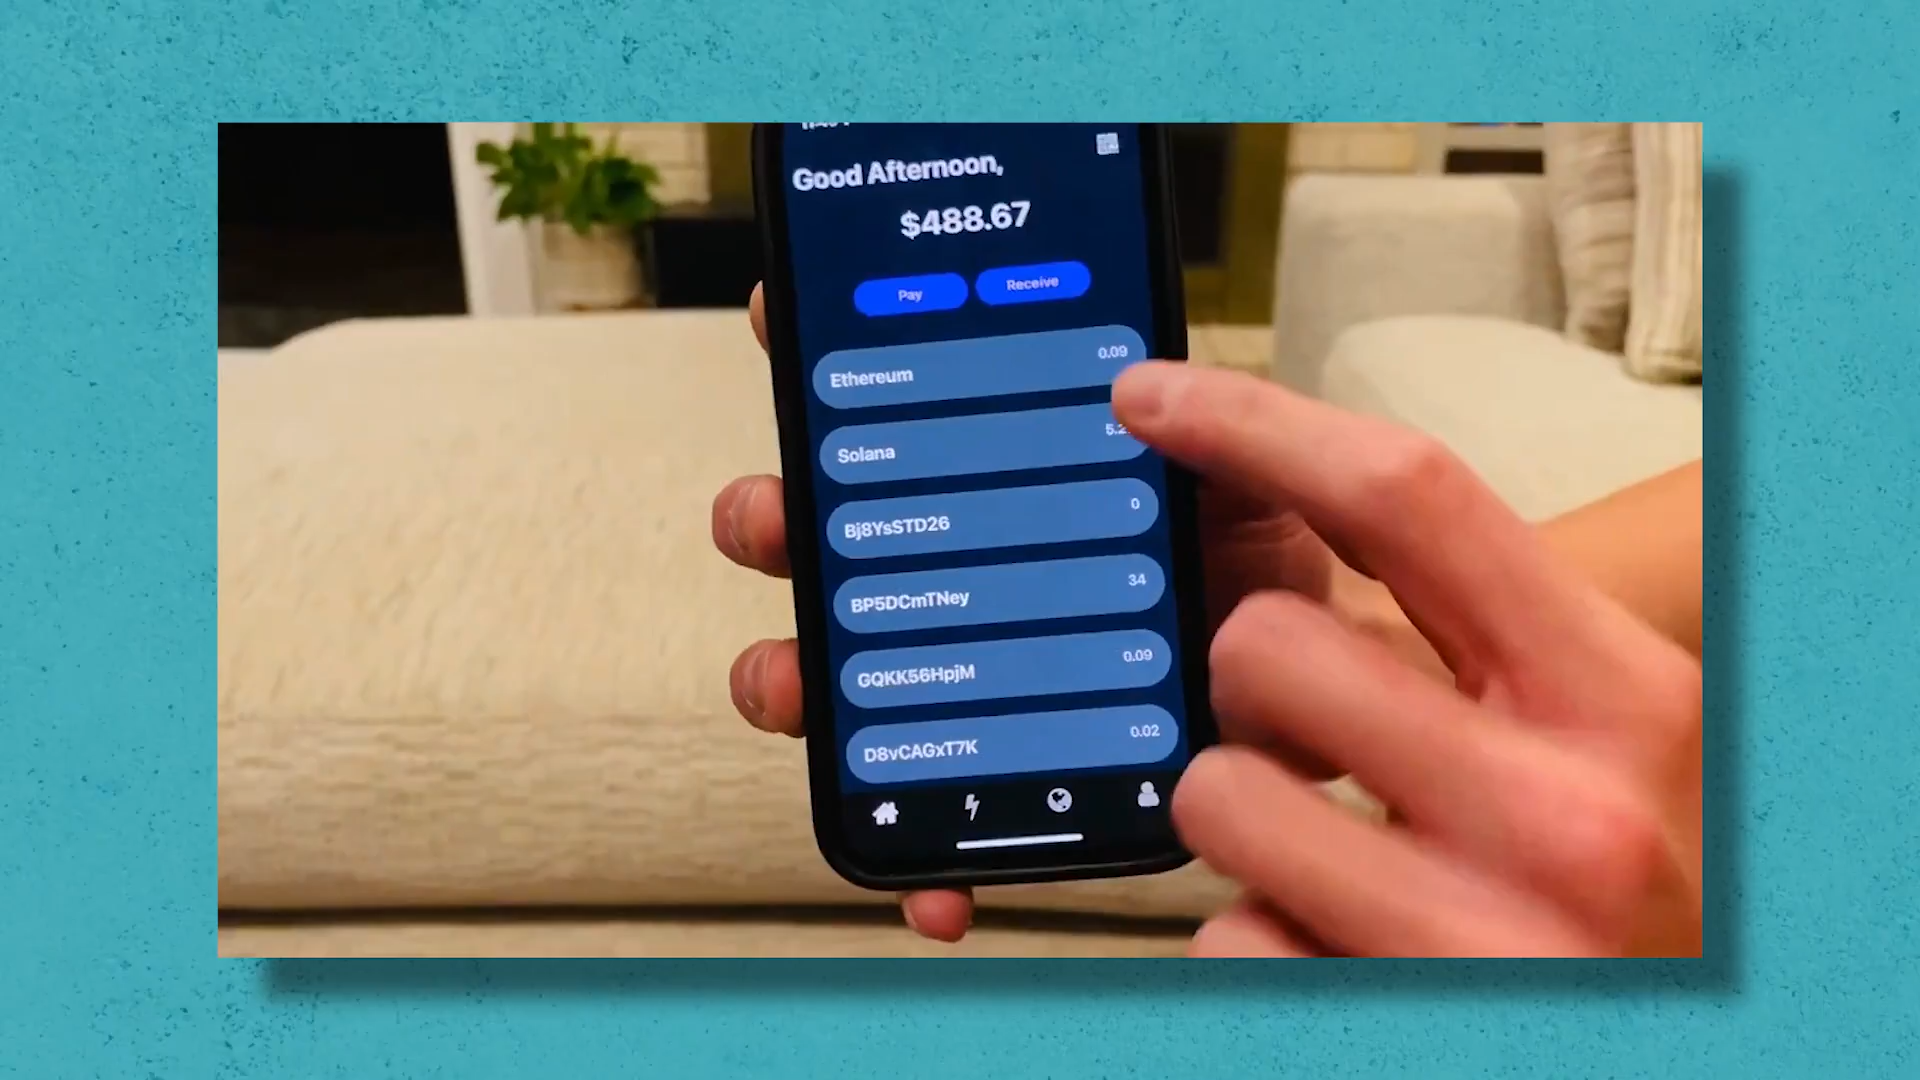 Good Afternoon,
$488.67
Pay
Receive
0.09
Ethereum
Solana
0
Bj8YsSTD26
34
BP5DCmTNey
0.09
GQKK56HpjM
0.02
D8vCAGxT7K